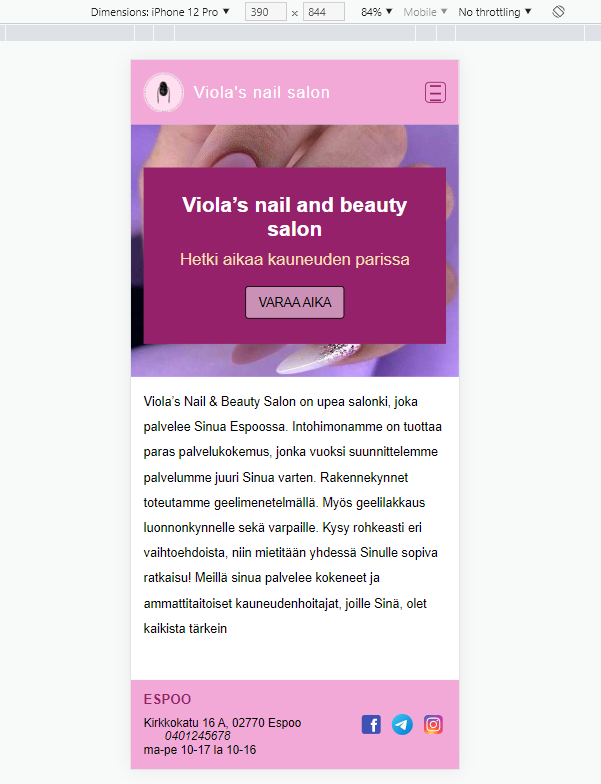 Dimensions: iPhone 12 Pro ▼ 390 × 844 84% ▼ Mobile ▼ No throttling ▼
Viola's nail salon
Viola’s nail and beauty
salon
Hetki aikaa kauneuden parissa
VARAA AIKA
Viola’s Nail & Beauty Salon on upea salonki, joka
palvelee Sinua Espoossa. Intohimonamme on tuottaa
paras palvelukokemus, jonka vuoksi suunnittelemme
palvelumme juuri Sinua varten. Rakennekynnet
toteutamme geelimenetelmällä. Myös geelilakkaus
luonnonkynnelle sekä varpaille. Kysy rohkeasti eri
vaihtoehdoista, niin mietitään yhdessä Sinulle sopiva
ratkaisu! Meillä sinua palvelee kokeneet ja
ammattitaitoiset kauneudenhoitajat, joille Sinä, olet
kaikista tärkein
ESPOO
Kirkkokatu 16 A, 02770 Espoo
0401245678
ma-pe 10-17 la 10-16